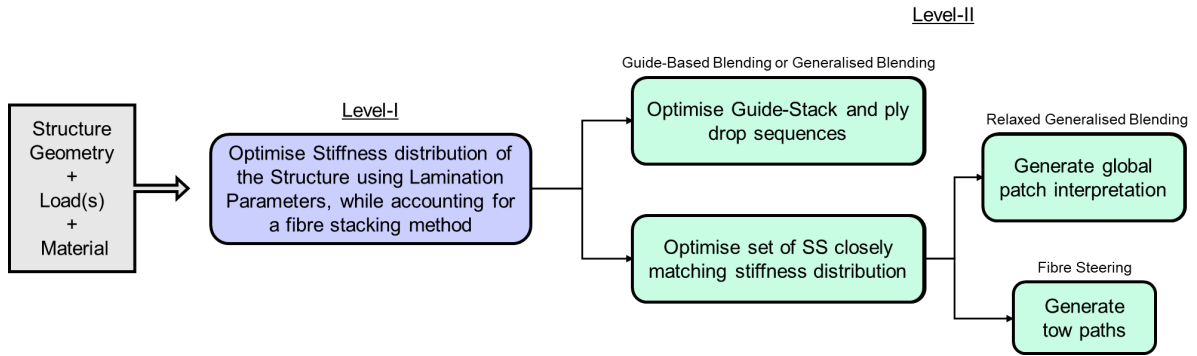 Level-II
Guide-Based Blending or Generalised Blending
Level-I
Structure
Geometry
+
Load(s)
+
Material
Optimise Stiffness distribution of
the Structure using Lamination
Parameters, while accounting for
a fibre stacking method
Optimise Guide-Stack and ply
drop sequences
Optimise set of SS closely
matching stiffness distribution
Relaxed Generalised Blending
Generate global
patch interpretation
Fibre Steering
Generate
tow paths